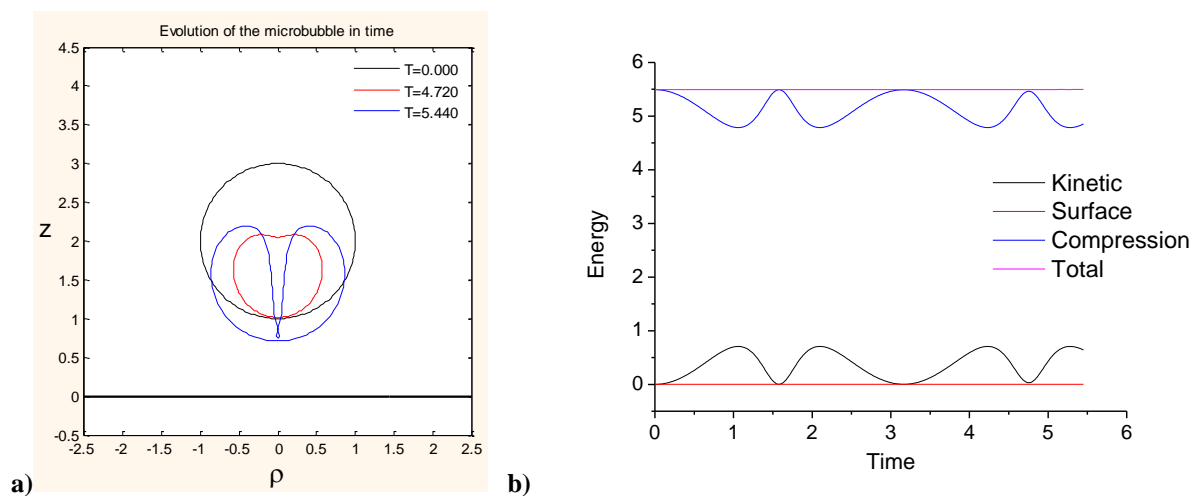 Evolution of the microbubble in time
4.5
4
3.5
3
2.5
2
1.5
1
0.5
0
-0.5
z
T=0.000
T=4.720
T=5.440
-2.5 -2 -1.5 -1 -0.5 0 0.5 1 1.5 2 2.5
ρ
a)
6
5
4
3
2
1
0
Energy
Kinetic
Surface
Compression
Total
0 1 2 3 4 5 6
Time
b)